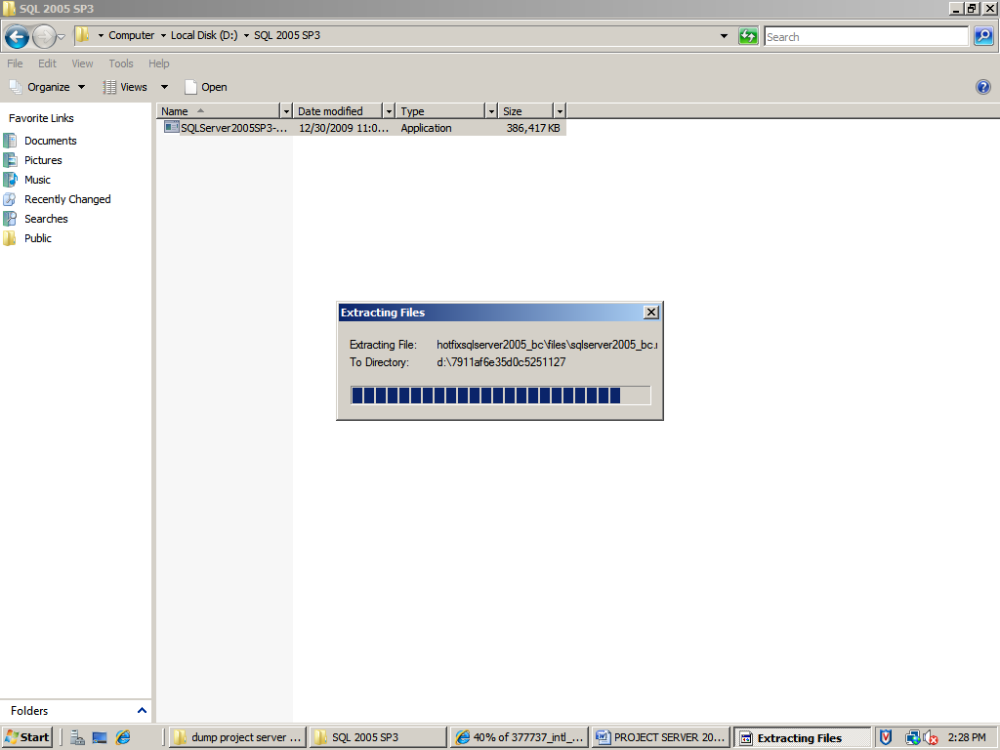 SQL 2005 SP3
Computer Local Disk (D:) SQL 2005 SP3
Search
File Edit View Tools Help
Organize Views Open
Favorite Links
Documents
Pictures
Music
Recently Changed
Searches
Public
Name Date modified Type Size
SQLServer2005SP3-... 12/30/2009 11:0... Application 386,417 KB
Extracting Files
Extracting File: hotfixsqlserver2005_bc\files\sqlserver2005_bc.
To Directory: d:\7911af6e35d0c5251127
Folders
Start dump project server ... SQL 2005 SP3 40% of 377737_intl_... PROJECT SERVER 20... Extracting Files 2:28 PM